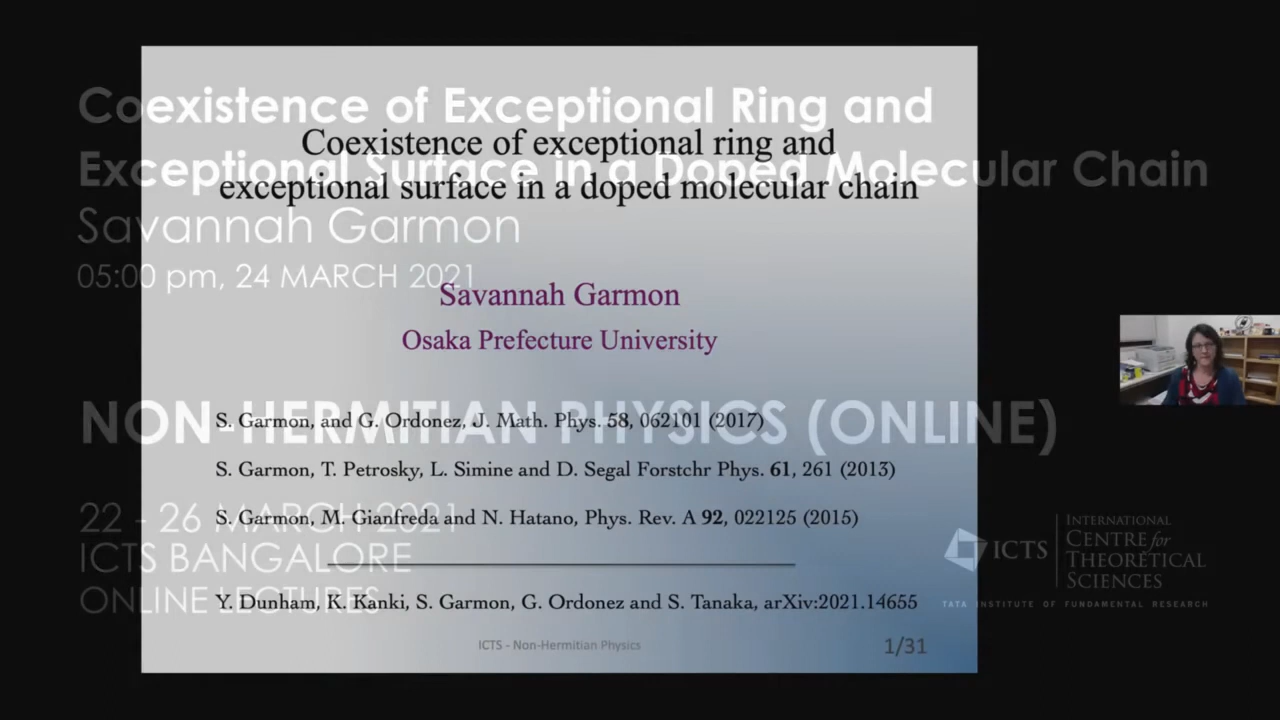 Coexistence of Exceptional Ring and
Exceptional Surface in a Doped Molecular Chain
Savannah Garmon
05:00 pm, 24 MARCH 2021
NON-HERMITIAN PHYSICS (ONLINE)
22 - 26 MARCH 2021
ICTS BANGALORE
ONLINE LECTURES
Coexistence of exceptional ring and
exceptional surface in a doped molecular chain
Savannah Garmon
Osaka Prefecture University
S. Garmon, and G. Ordonez, J. Math. Phys. 58, 062101 (2017)
S. Garmon, T. Petrosky, L. Simine and D. Segal Forstchr Phys. 61, 261 (2013)
S. Garmon, M. Gianfreda and N. Hatano, Phys. Rev. A 92, 022125 (2015)
Y. Dunham, K. Kanki, S. Garmon, G. Ordonez and S. Tanaka, arXiv:2021.14655
ICTS - Non-Hermitian Physics
1/31
ICTS
INTERNATIONAL
CENTRE for
THEORETICAL
SCIENCES
TATA INSTITUTE OF FUNDAMENTAL RESEARCH